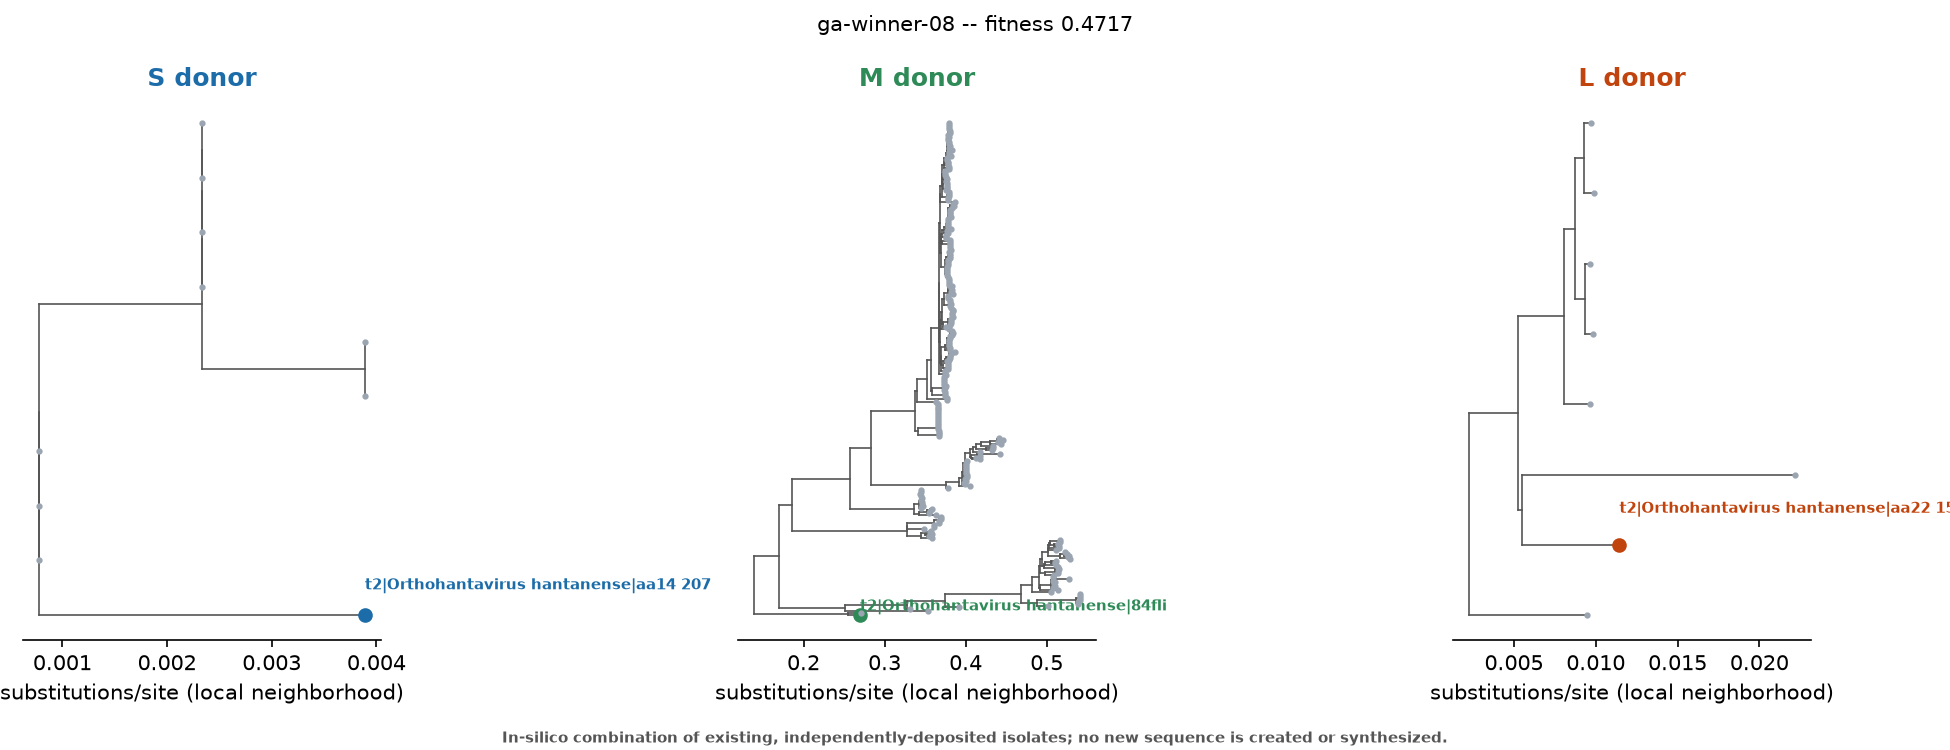 ga-winner-08 -- fitness 0.4717
S donor
M donor
L donor
t2|Orthohantavirus hantanense|aa14 207
t2|Orthohantavirus hantanense|84fli
t2|Orthohantavirus hantanense|aa22 15
0.001 0.002 0.003 0.004
substitutions/site (local neighborhood)
0.2 0.3 0.4 0.5
substitutions/site (local neighborhood)
0.005 0.010 0.015 0.020
substitutions/site (local neighborhood)
In-silico combination of existing, independently-deposited isolates; no new sequence is created or synthesized.